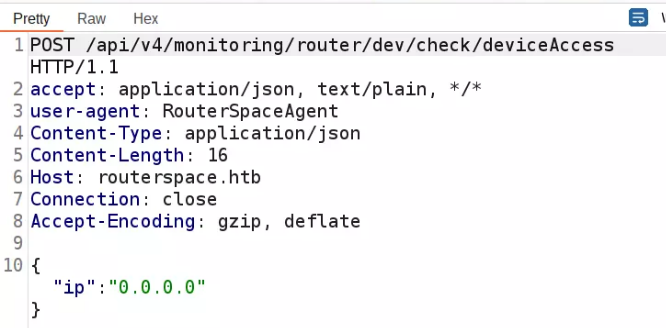 Pretty Raw Hex
1 POST /api/v4/monitoring/router/dev/check/deviceAccess
HTTP/1.1
2 accept: application/json, text/plain, */*
3 user-agent: RouterSpaceAgent
4 Content-Type: application/json
5 Content-Length: 16
6 Host: routerspace.htb
7 Connection: close
8 Accept-Encoding: gzip, deflate
9
10 {
"ip":"0.0.0.0"
}